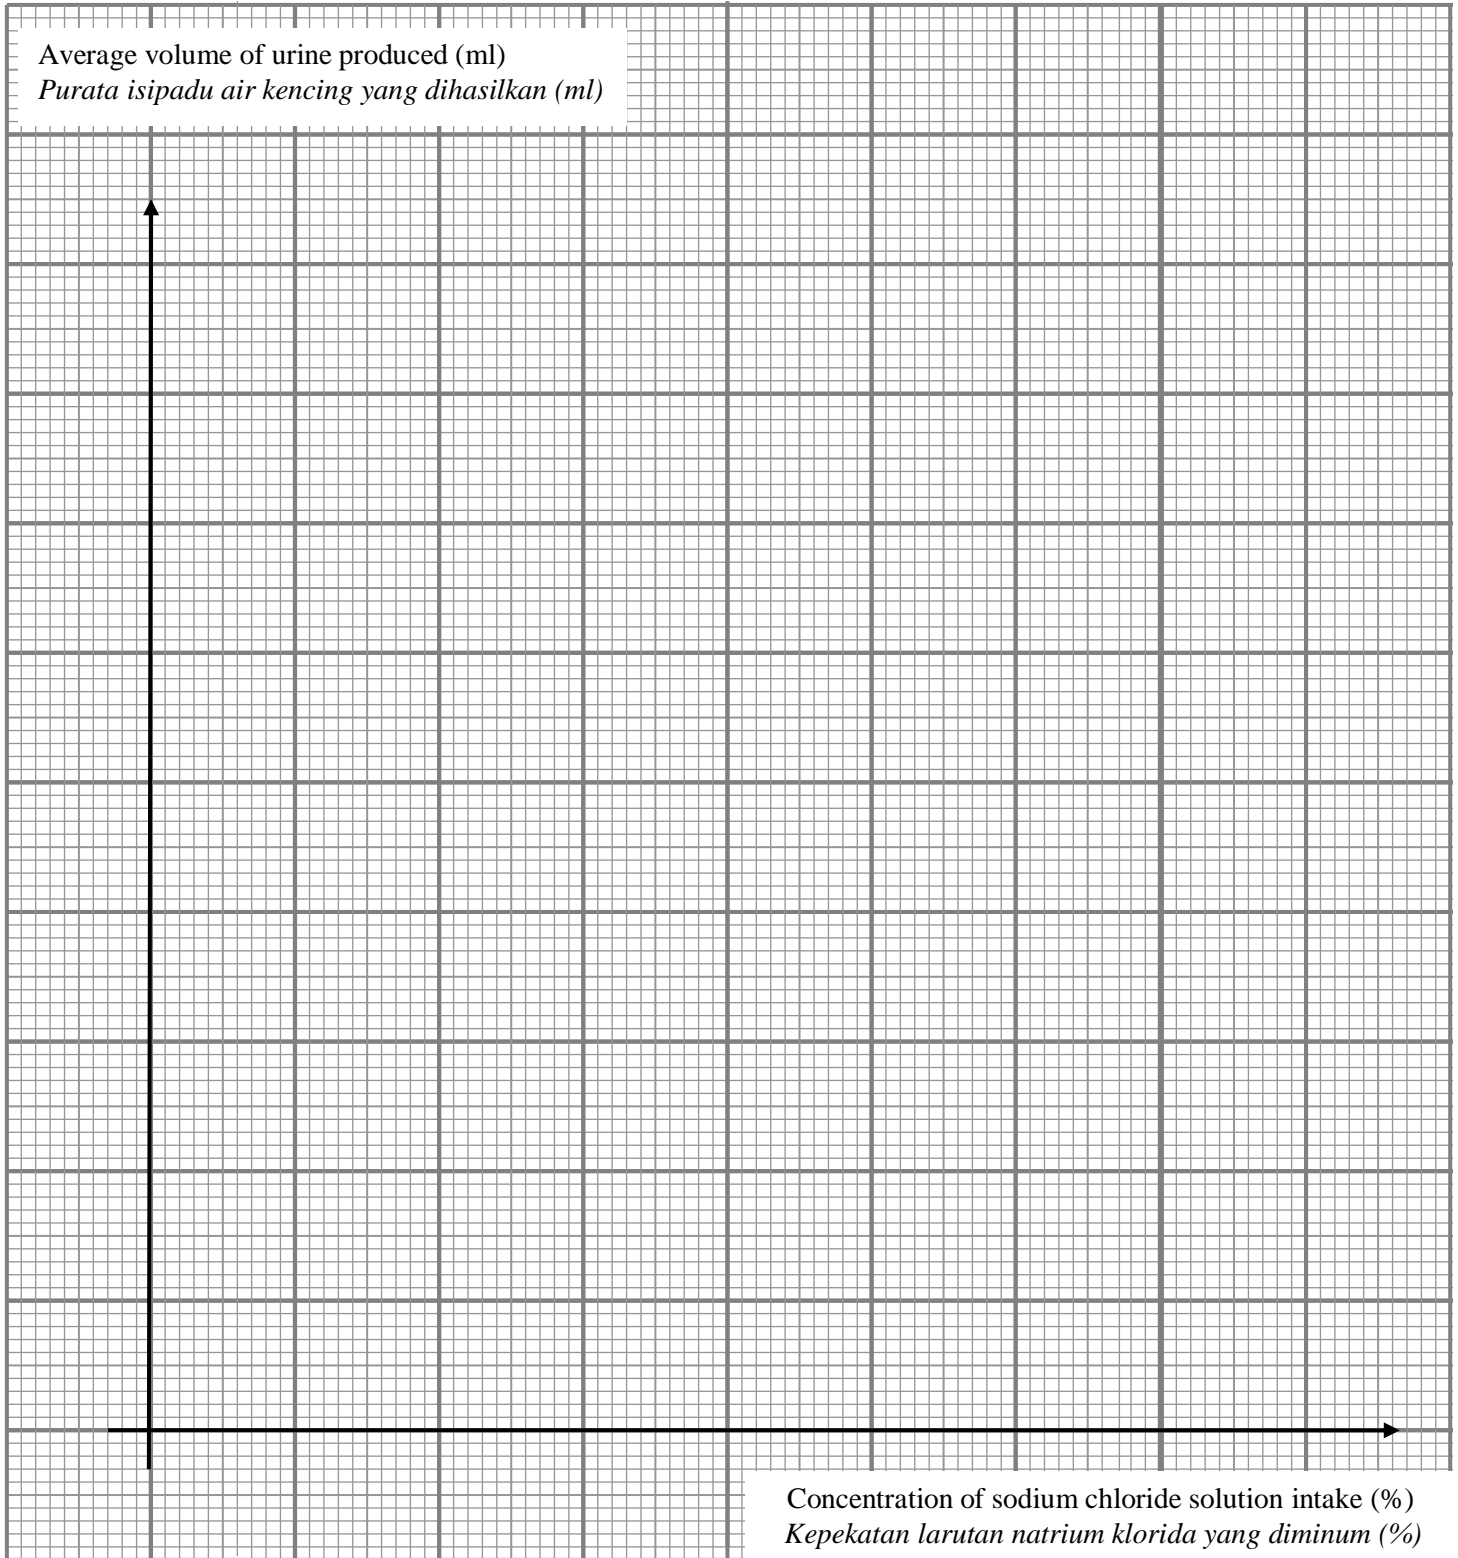 Average volume of urine produced (ml)
Purata isipadu air kencing yang dihasilkan (ml)
Concentration of sodium chloride solution intake (%)
Kepekatan larutan natrium klorida yang diminum (%)